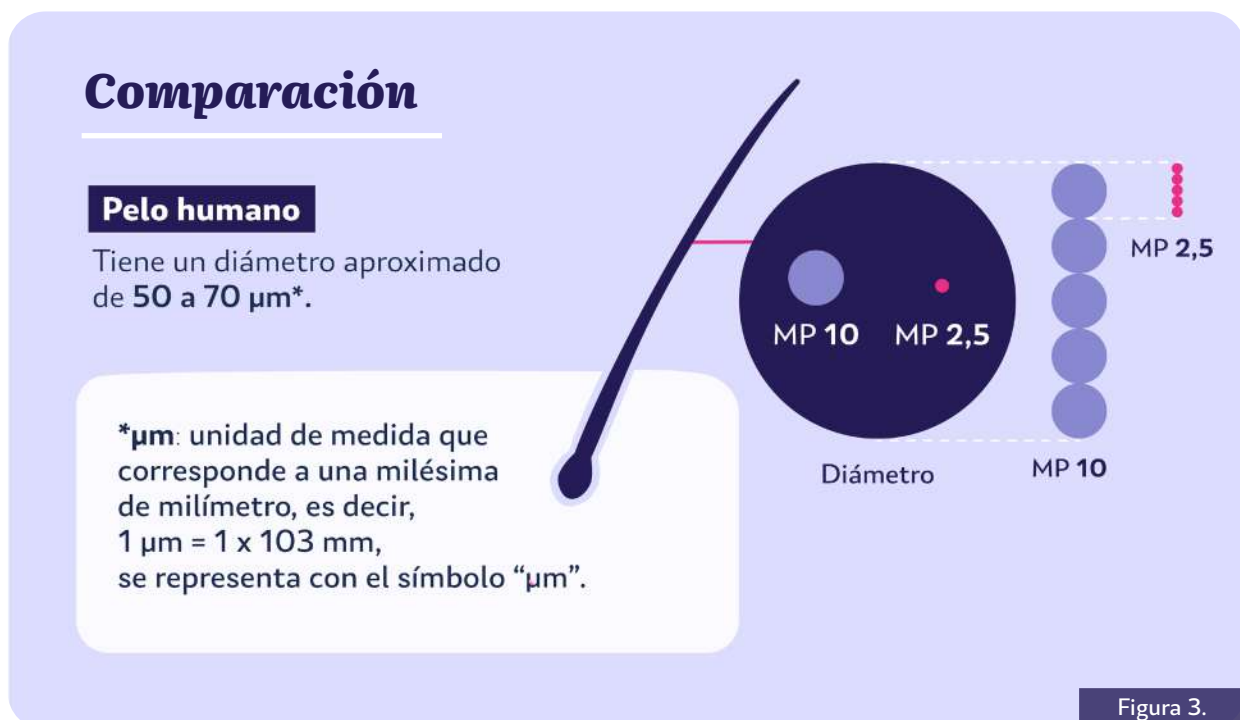 Comparación
Pelo humano
Tiene un diámetro aproximado
de 50 a 70 µm*.
*µm: unidad de medida que
corresponde a una milésima
de milímetro, es decir,
1 µm = 1 x 103 mm,
se representa con el símbolo “µm”.
MP 10
MP 2,5
Diámetro
MP 10
MP 2,5
Figura 3.